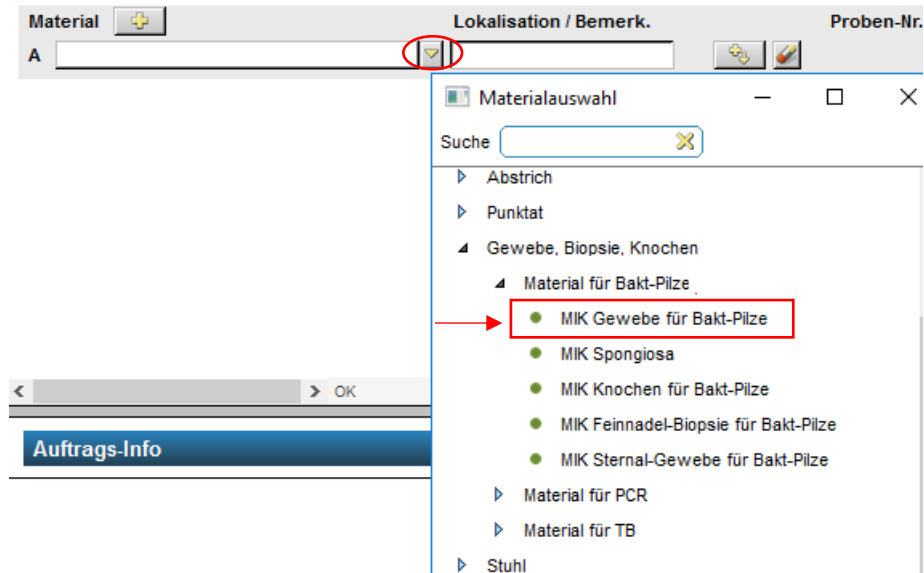 Material Lokalisation / Bemerk. Proben-Nr.
A
Materialauswahl
Suche
Abstrich
Punktat
Gewebe, Biopsie, Knochen
Material für Bakt-Pilze
MIK Gewebe für Bakt-Pilze
MIK Spongiosa
MIK Knochen für Bakt-Pilze
MIK Feinnadel-Biopsie für Bakt-Pilze
MIK Sternal-Gewebe für Bakt-Pilze
Material für PCR
Material für TB
Stuhl
OK
Auftrags-Info